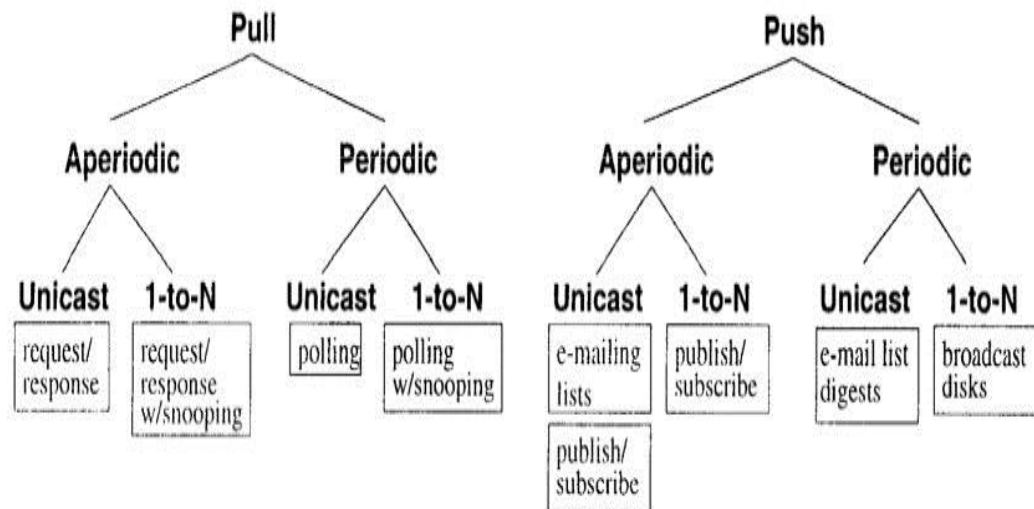 Pull
Push
Aperiodic
Periodic
Aperiodic
Periodic
Unicast
1-to-N
Unicast
1-to-N
Unicast
1-to-N
Unicast
1-to-N
request/
response
request/
response
w/snooping
polling
polling
w/snooping
e-mailing
lists
publish/
subscribe
publish/
subscribe
e-mail list
digests
broadcast
disks